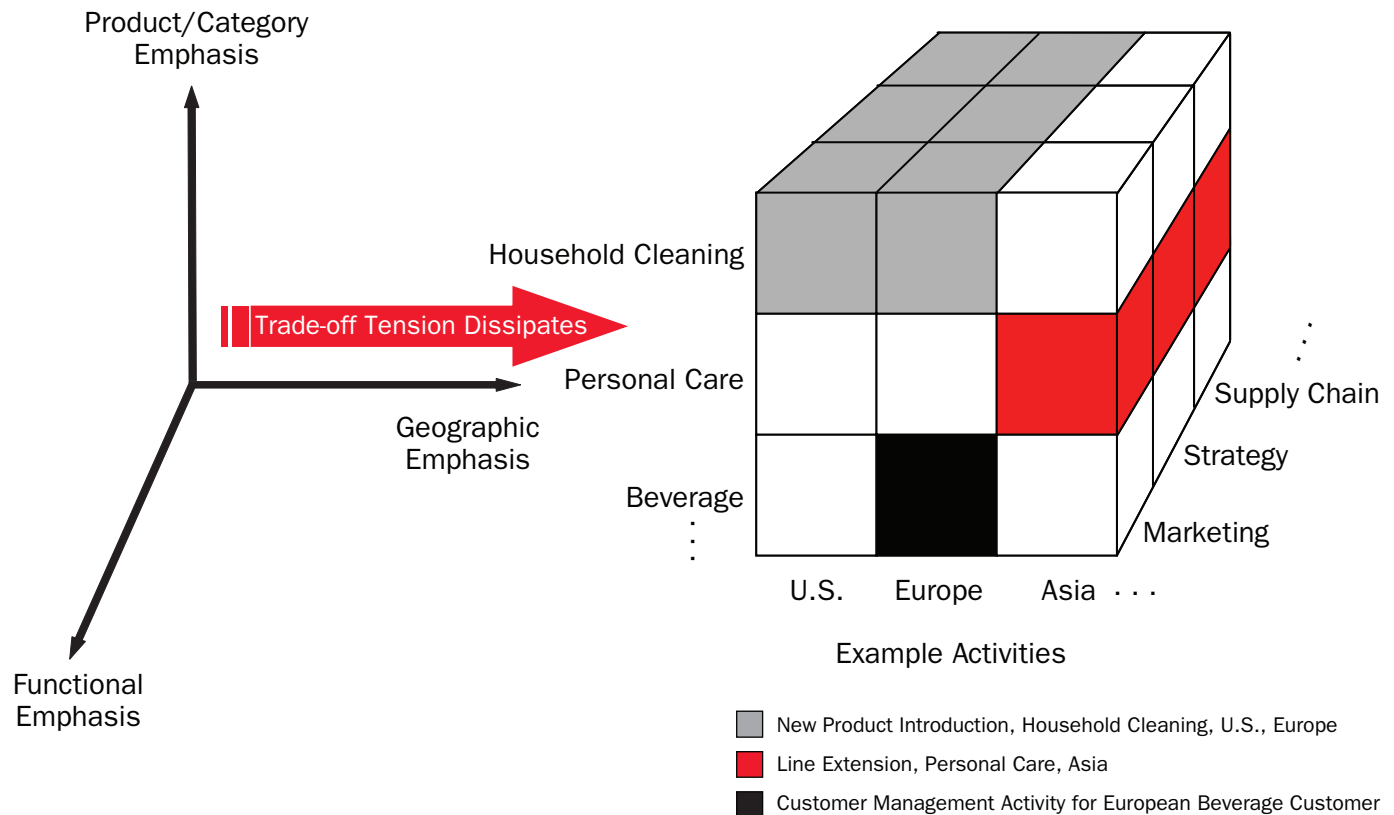 Product/Category
Emphasis
Household Cleaning
Trade-off Tension Dissipates
Personal Care
Geographic
Emphasis
Supply Chain
Strategy
Beverage
Marketing
U.S.
Europe
Asia . . .
Example Activities
Functional
Emphasis
New Product Introduction, Household Cleaning, U.S., Europe
Line Extension, Personal Care, Asia
Customer Management Activity for European Beverage Customer